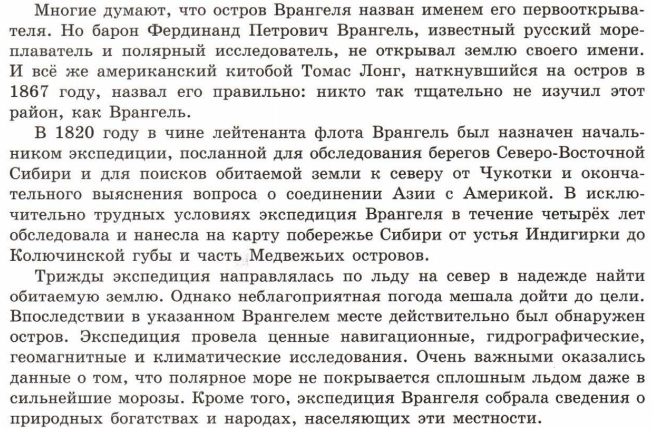 Многие думают, что остров Врангеля назван именем его первооткрыва-
теля. Но барон Фердинанд Петрович Врангель, известный русский море-
плаватель и полярный исследователь, не открывал землю своего имени.
И всё же американский китобой Томас Лонг, наткнувшийся на остров в
1867 году, назвал его правильно: никто так тщательно не изучил этот
район, как Врангель.
В 1820 году в чине лейтенанта флота Врангель был назначен началь-
ником экспедиции, посланной для обследования берегов Северо-Восточной
Сибири и для поисков обитаемой земли к северу от Чукотки и оконча-
тельного выяснения вопроса о соединении Азии с Америкой. В исклю-
чительно трудных условиях экспедиция Врангеля в течение четырёх лет
обследовала и нанесла на карту побережье Сибири от устья Индигирки до
Колючинской губы и часть Медвежьих островов.
Трижды экспедиция направлялась по льду на север в надежде найти
обитаемую землю. Однако неблагоприятная погода мешала дойти до цели.
Впоследствии в указанном Врангелем месте действительно был обнаружен
остров. Экспедиция провела ценные навигационные, гидрографические,
геомагнитные и климатические исследования. Очень важными оказались
данные о том, что полярное море не покрывается сплошным льдом даже в
сильнейшие морозы. Кроме того, экспедиция Врангеля собрала сведения о
природных богатствах и народах, населяющих эти местности.